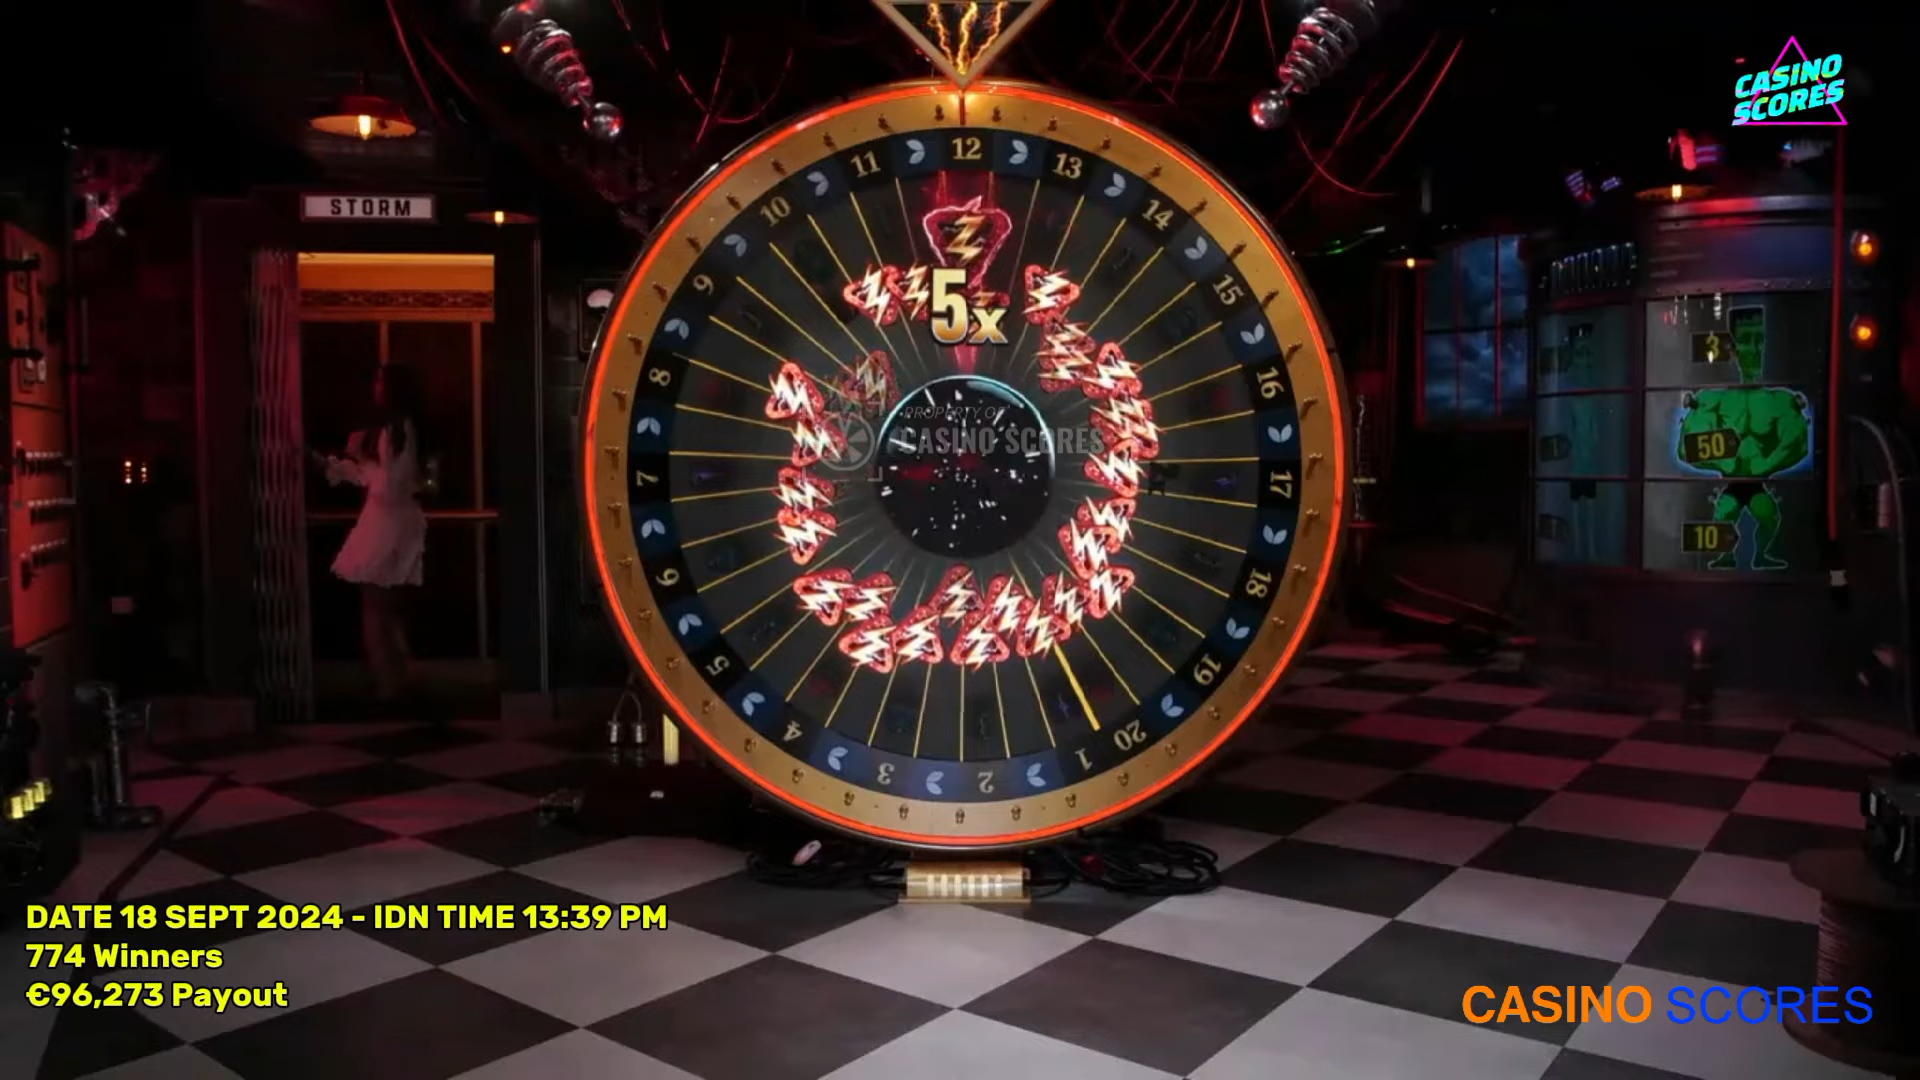 CASINO
SCORES
STORM
12
13
14
15
16
17
18
19
20
1
2
3
4
5
6
7
8
9
10
11
5x
PROPERTY OF
CASINO SCORES
3
50
10
DATE 18 SEPT 2024 - IDN TIME 13:39 PM
774 Winners
€96,273 Payout
CASINO SCORES